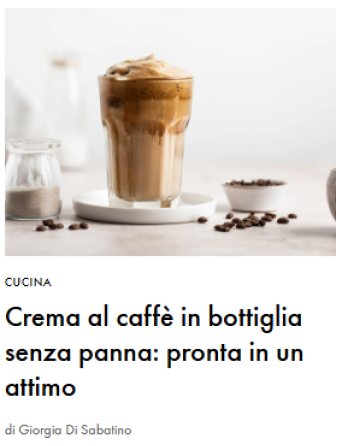 CUCINA
Crema al caffè in bottiglia
senza panna: pronta in un
attimo
di Giorgia Di Sabatino